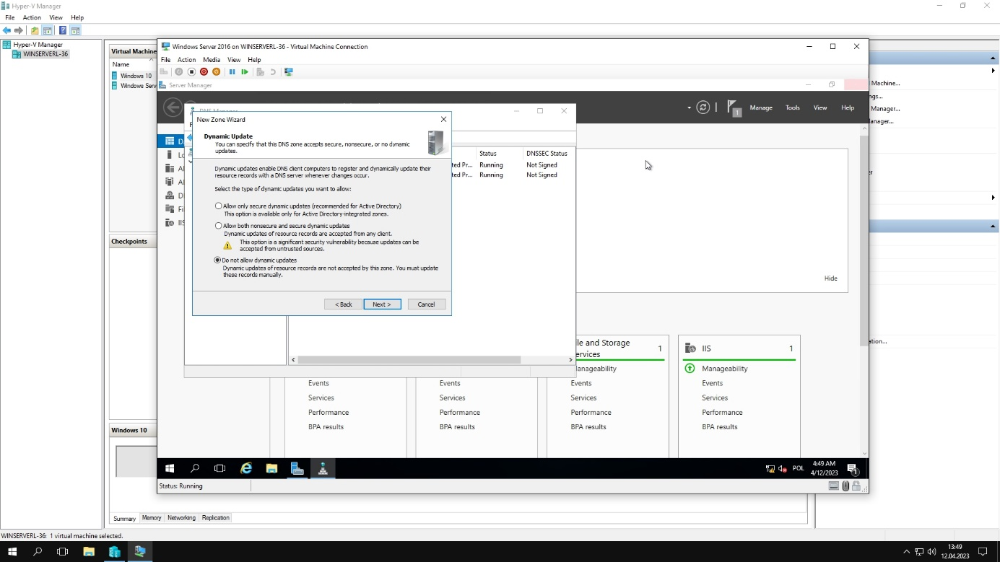 Hyper-V Manager
File Action View Help
Hyper-V Manager
WINSERVERL-36
Virtual Machine
Name
Windows 10
Windows Serv
Checkpoints
Windows 10
Summary Memory Networking Replication
WINSERVERL-36: 1 virtual machine selected.
Windows Server 2016 on WINSERVERL-36 - Virtual Machine Connection
File Action Media View Help
Server Manager
1
Manage Tools View Help
DNS Manager
New Zone Wizard
Dynamic Update
You can specify that this DNS zone accepts secure, nonsecure, or no dynamic
updates.
Dynamic updates enable DNS client computers to register and dynamically update their
resource records with a DNS server whenever changes occur.
Select the type of dynamic updates you want to allow:
Allow only secure dynamic updates (recommended for Active Directory)
This option is available only for Active Directory-integrated zones.
Allow both nonsecure and secure dynamic updates
Dynamic updates of resource records are accepted from any client.
This option is a significant security vulnerability because updates can be
accepted from untrusted sources.
Do not allow dynamic updates
Dynamic updates of resource records are not accepted by this zone. You must update
these records manually.
< Back Next > Cancel
Status DNSSEC Status
ted Pr... Running Not Signed
ted Pr... Running Not Signed
Hide
Events
Services
Performance
BPA results
Events
Services
Performance
BPA results
le and Storage 1
ervices
anageability
Events
Services
Performance
BPA results
IIS 1
Manageability
Events
Services
Performance
BPA results
POL
4:49 AM
4/12/2023
1
Status: Running
Machine...
ngs...
Manager...
anager...
er
ation...
13:49
12.04.2023